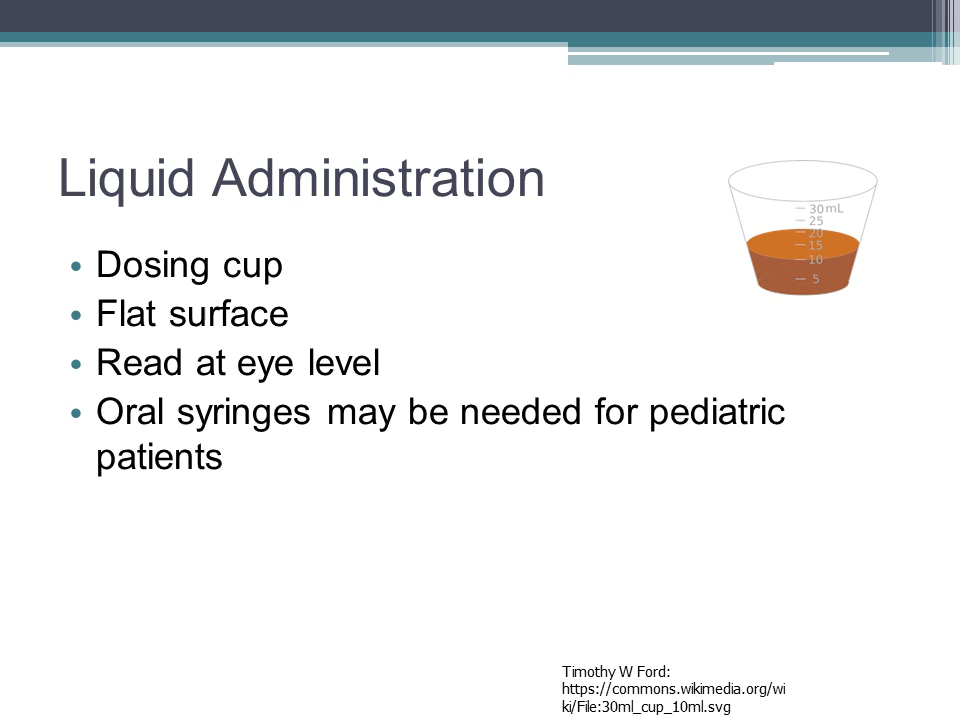 Liquid Administration
30 mL
25
20
15
10
5
• Dosing cup
• Flat surface
• Read at eye level
• Oral syringes may be needed for pediatric
patients
Timothy W Ford:
https://commons.wikimedia.org/wi
ki/File:30ml_cup_10ml.svg